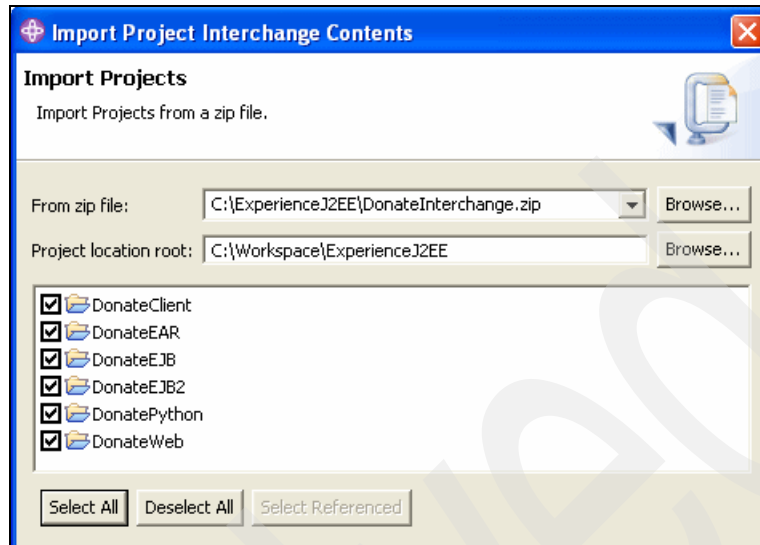 Import Project Interchange Contents
Import Projects
Import Projects from a zip file.
From zip file: C:\ExperienceJ2EE\DonateInterchange.zip Browse...
Project location root: C:\Workspace\ExperienceJ2EE Browse...
DonateClient
DonateEAR
DonateEJB
DonateEJB2
DonatePython
DonateWeb
Select All Deselect All Select Referenced